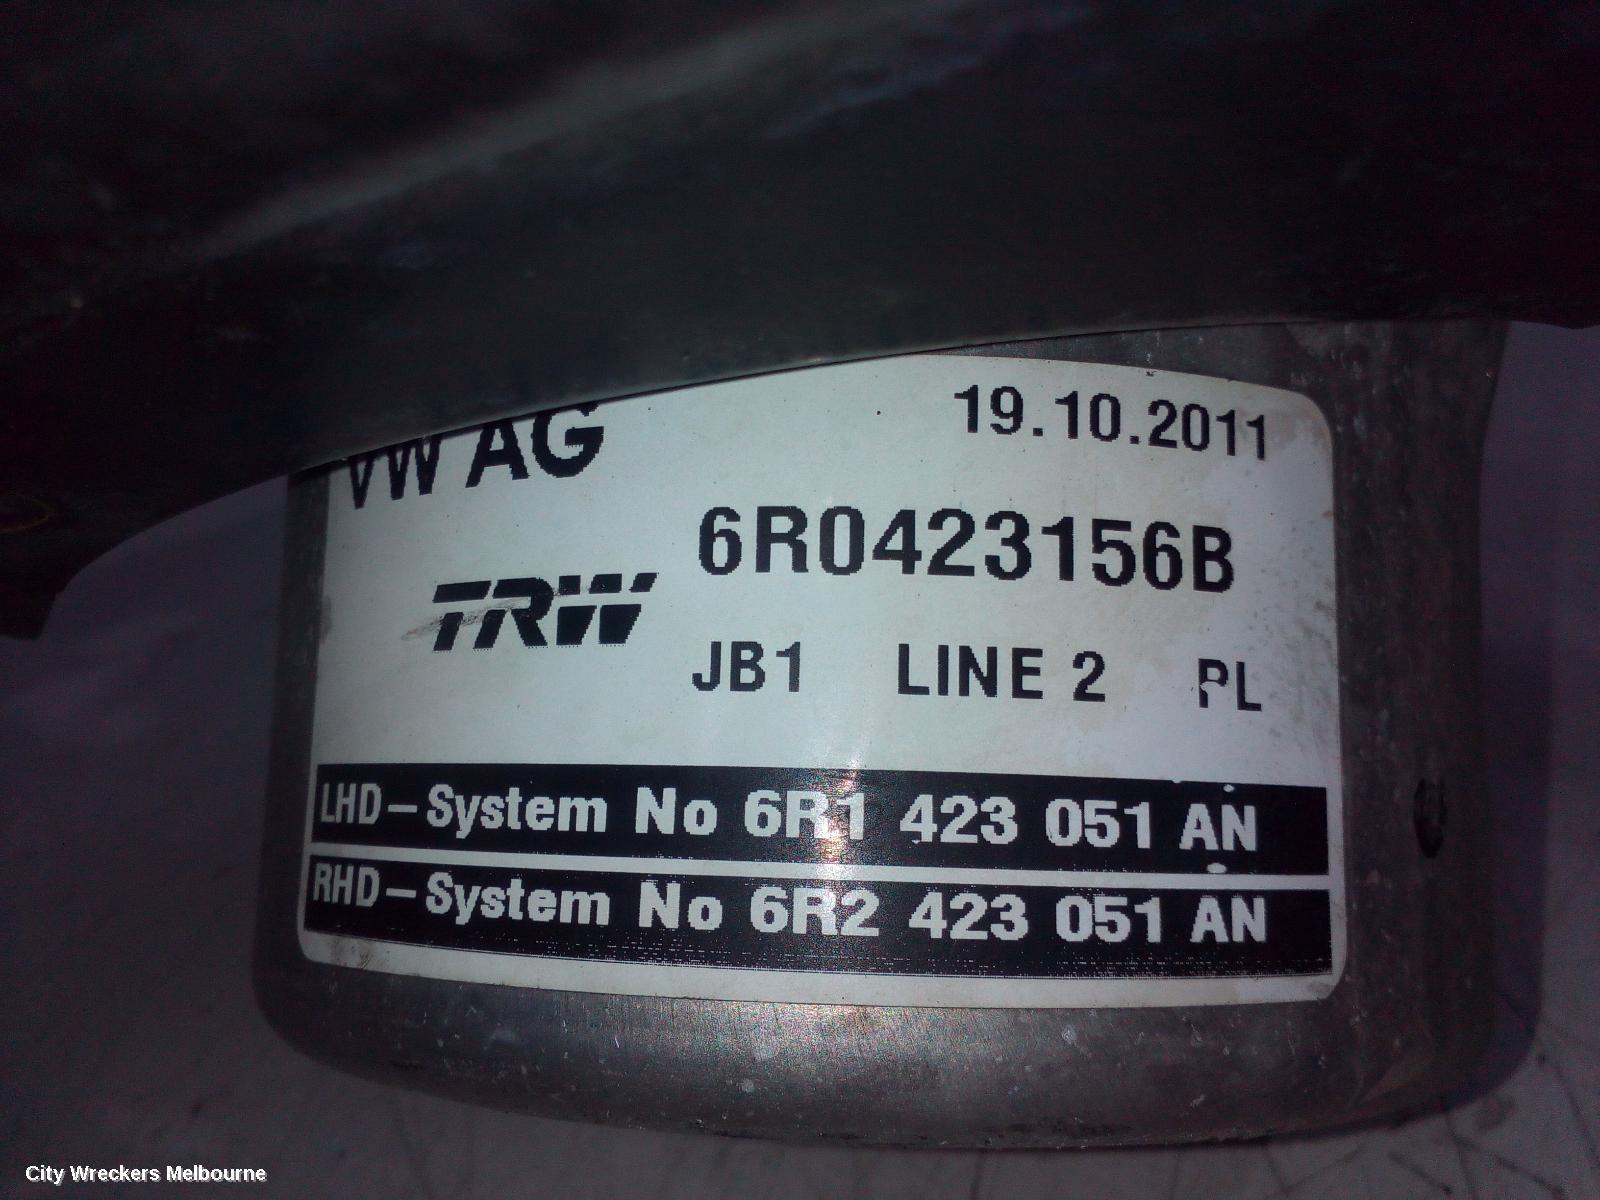 VW AG
19.10.2011
6R0423156B
TRW
JB1 LINE 2 PL
LHD – System No 6R1 423 051 AN
RHD – System No 6R2 423 051 AN
City Wreckers Melbourne